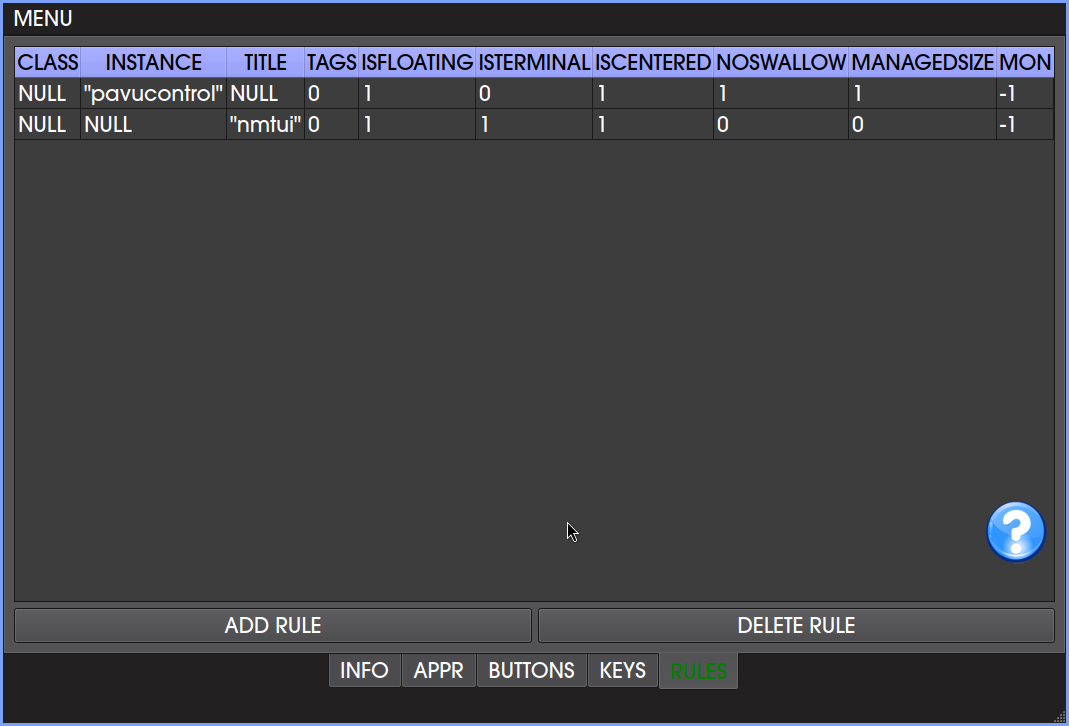 MENU
CLASS INSTANCE TITLE TAGS ISFLOATING ISTERMINAL ISCENTERED NOSWALLOW MANAGEDSIZE MON
NULL "pavucontrol" NULL 0 1 0 1 1 1 -1
NULL NULL "nmtui" 0 1 1 1 0 0 -1
?
ADD RULE DELETE RULE
INFO APPR BUTTONS KEYS RULES